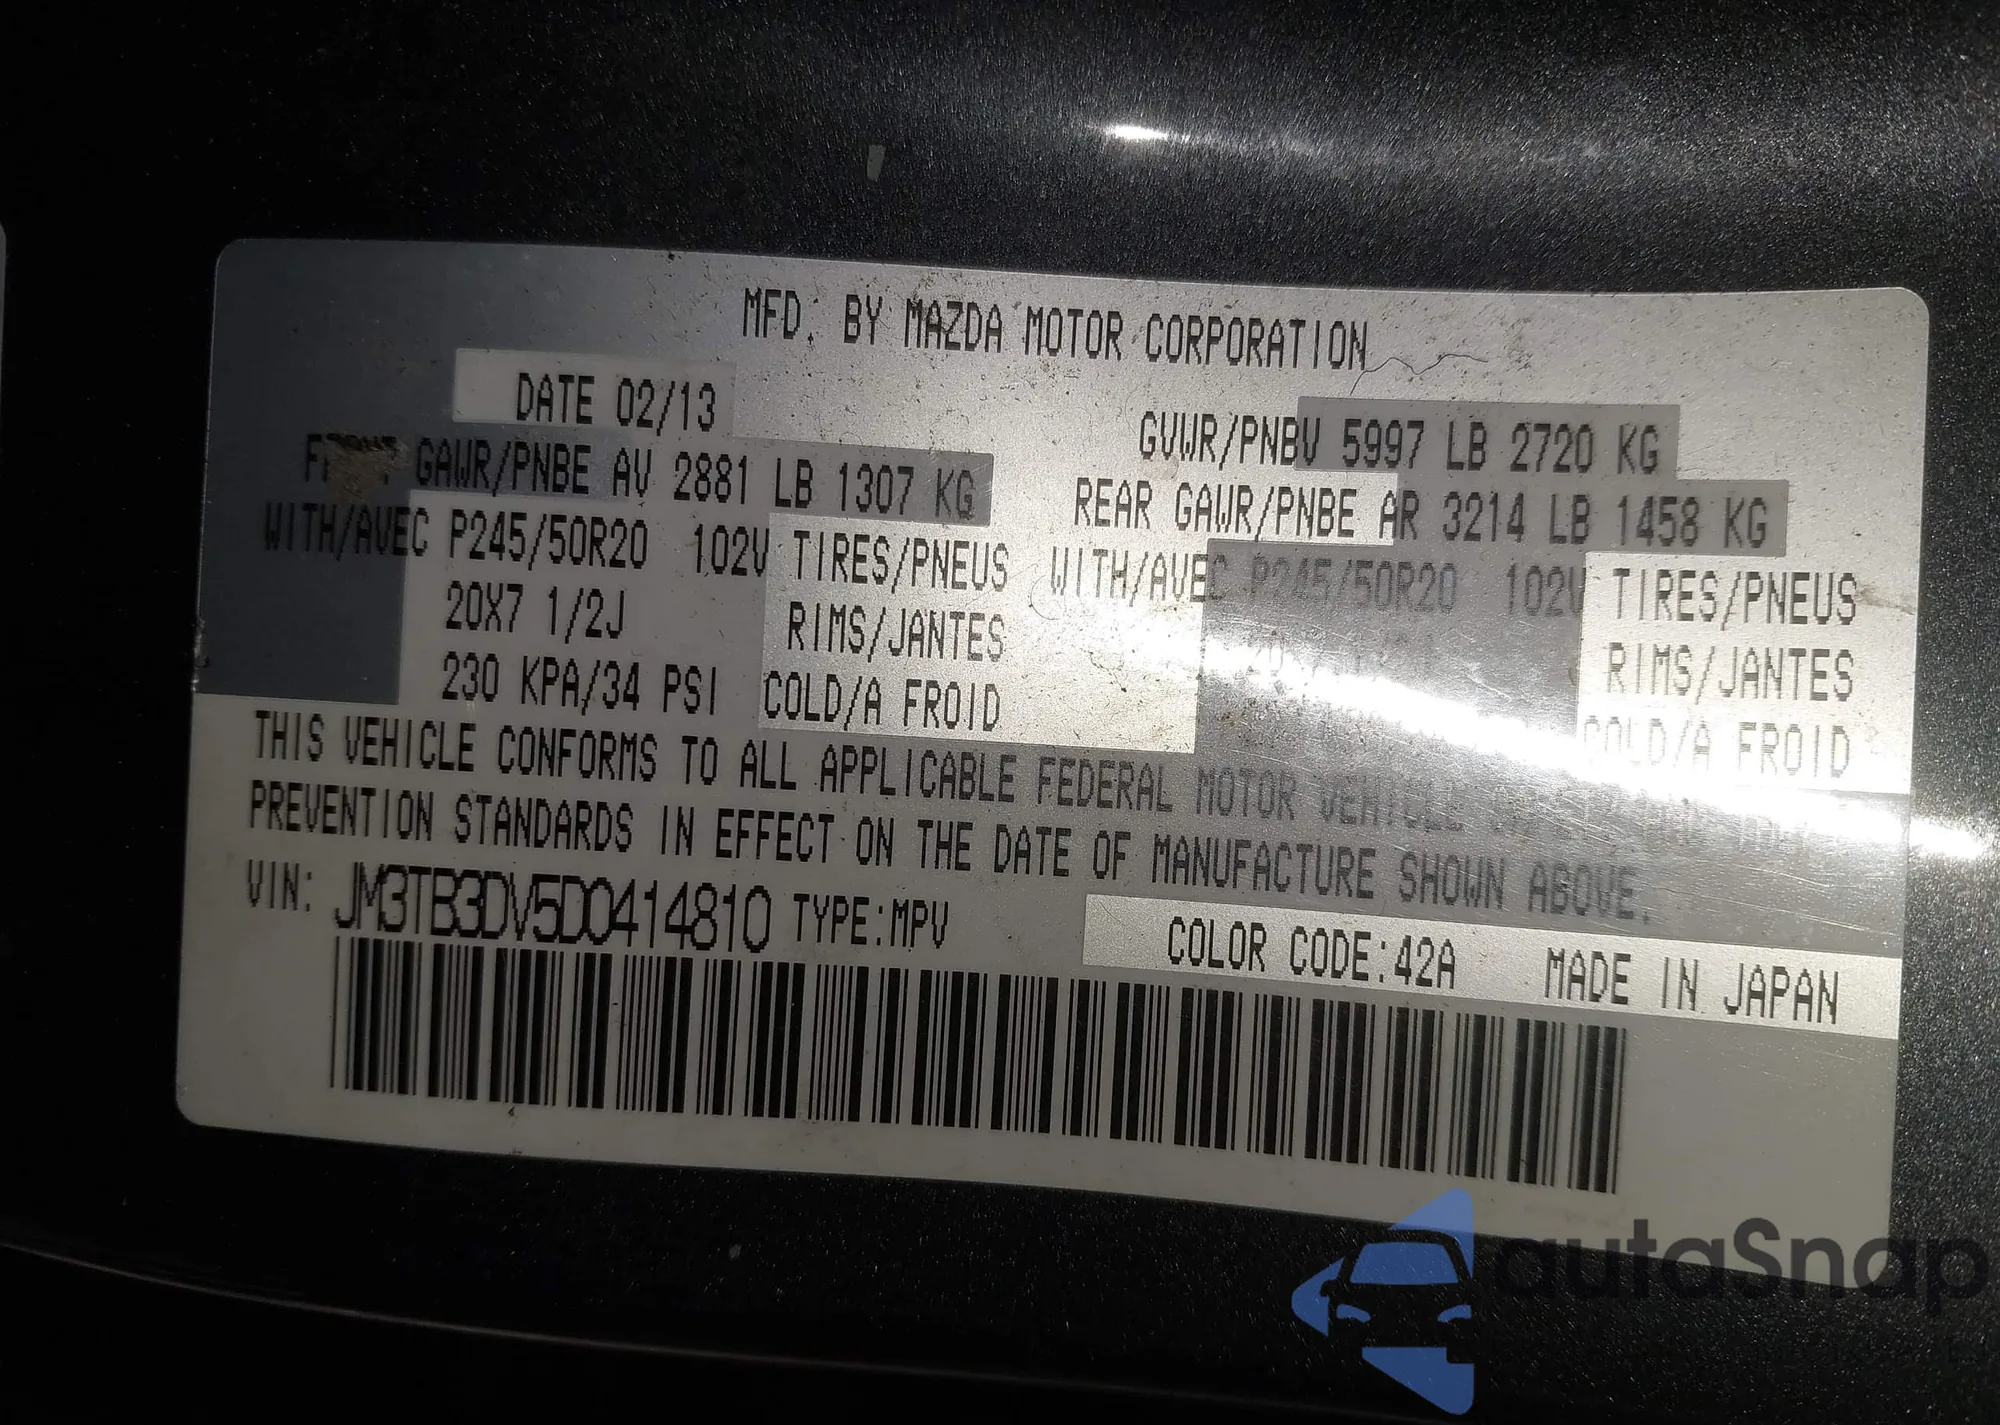 MFD. BY MAZDA MOTOR CORPORATION
DATE 02/13
GVWR/PNBV 5997 LB 2720 KG
FRONT GAWR/PNBE AV 2881 LB 1307 KG
REAR GAWR/PNBE AR 3214 LB 1458 KG
WITH/AVEC P245/50R20 102V TIRES/PNEUS
WITH/AVEC P245/50R20 102V TIRES/PNEUS
20X7 1/2J RIMS/JANTES
RIMS/JANTES
230 KPA/34 PSI COLD/A FROID
COLD/A FROID
THIS VEHICLE CONFORMS TO ALL APPLICABLE FEDERAL MOTOR VEHICLE
PREVENTION STANDARDS IN EFFECT ON THE DATE OF MANUFACTURE SHOWN ABOVE.
VIN: JM3TB3DV5D0414810 TYPE:MPV
COLOR CODE:42A MADE IN JAPAN
autaSnap